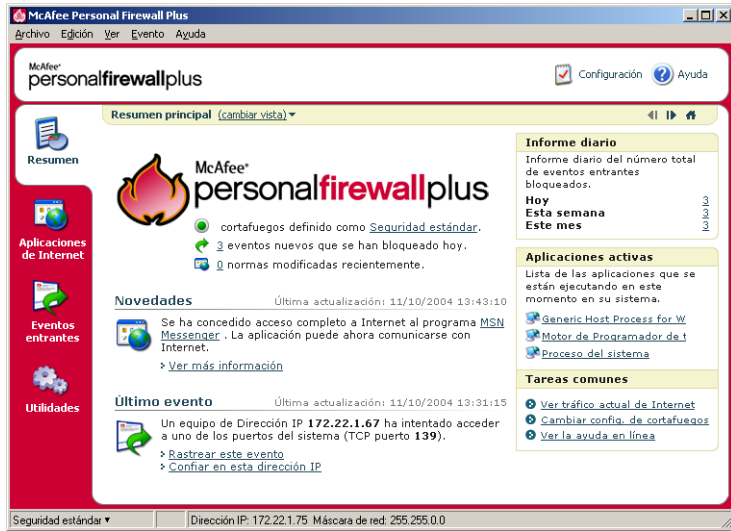 McAfee Personal Firewall Plus
Archivo Edición Ver Evento Ayuda
McAfee
personalfirewallplus
Configuración
Ayuda
Resumen
Aplicaciones
de Internet
Eventos
entrantes
Utilidades
Resumen principal (cambiar vista)
McAfee
personalfirewallplus
cortafuegos definido como Seguridad estándar.
3 eventos nuevos que se han bloqueado hoy.
0 normas modificadas recientemente.
Novedades Última actualización: 11/10/2004 13:43:10
Se ha concedido acceso completo a Internet al programa MSN
Messenger . La aplicación puede ahora comunicarse con
Internet.
Ver más información
Último evento Última actualización: 11/10/2004 13:31:15
Un equipo de Dirección IP 172.22.1.67 ha intentado acceder
a uno de los puertos del sistema (TCP puerto 139).
Rastrear este evento
Confiar en esta dirección IP
Informe diario
Informe diario del número total
de eventos entrantes
bloqueados.
Hoy 3
Esta semana 3
Este mes 3
Aplicaciones activas
Lista de las aplicaciones que se
están ejecutando en este
momento en su sistema.
Generic Host Process for W
Motor de Programador de t
Proceso del sistema
Tareas comunes
Ver tráfico actual de Internet
Cambiar config. de cortafuegos
Ver la ayuda en línea
Seguridad estándar Dirección IP: 172.22.1.75 Máscara de red: 255.255.0.0